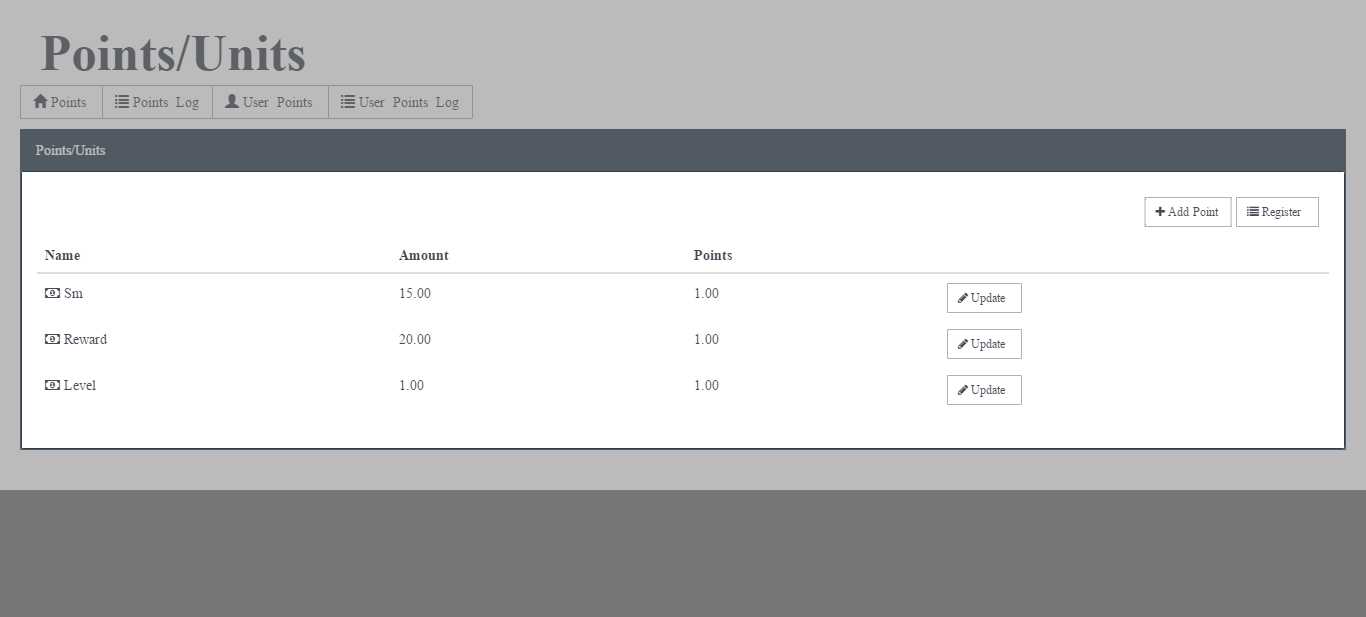 Points/Units
Points Points Log User Points User Points Log
Points/Units
Add Point Register
Name Amount Points
Sm 15.00 1.00 Update
Reward 20.00 1.00 Update
Level 1.00 1.00 Update